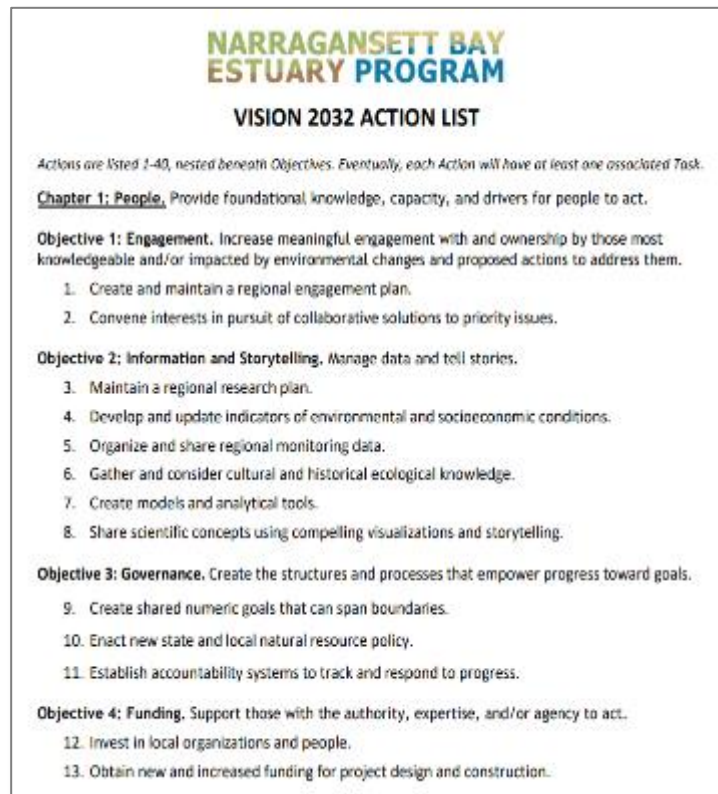 NARRAGANSETT BAY
ESTUARY PROGRAM
VISION 2032 ACTION LIST
Actions are listed 1-40, nested beneath Objectives. Eventually, each Action will have at least one associated Task.
Chapter 1: People. Provide foundational knowledge, capacity, and drivers for people to act.
Objective 1: Engagement. Increase meaningful engagement with and ownership by those most
knowledgeable and/or impacted by environmental changes and proposed actions to address them.
1. Create and maintain a regional engagement plan.
2. Convene interests in pursuit of collaborative solutions to priority issues.
Objective 2: Information and Storytelling. Manage data and tell stories.
3. Maintain a regional research plan.
4. Develop and update indicators of environmental and socioeconomic conditions.
5. Organize and share regional monitoring data.
6. Gather and consider cultural and historical ecological knowledge.
7. Create models and analytical tools.
8. Share scientific concepts using compelling visualizations and storytelling.
Objective 3: Governance. Create the structures and processes that empower progress toward goals.
9. Create shared numeric goals that can span boundaries.
10. Enact new state and local natural resource policy.
11. Establish accountability systems to track and respond to progress.
Objective 4: Funding. Support those with the authority, expertise, and/or agency to act.
12. Invest in local organizations and people.
13. Obtain new and increased funding for project design and construction.